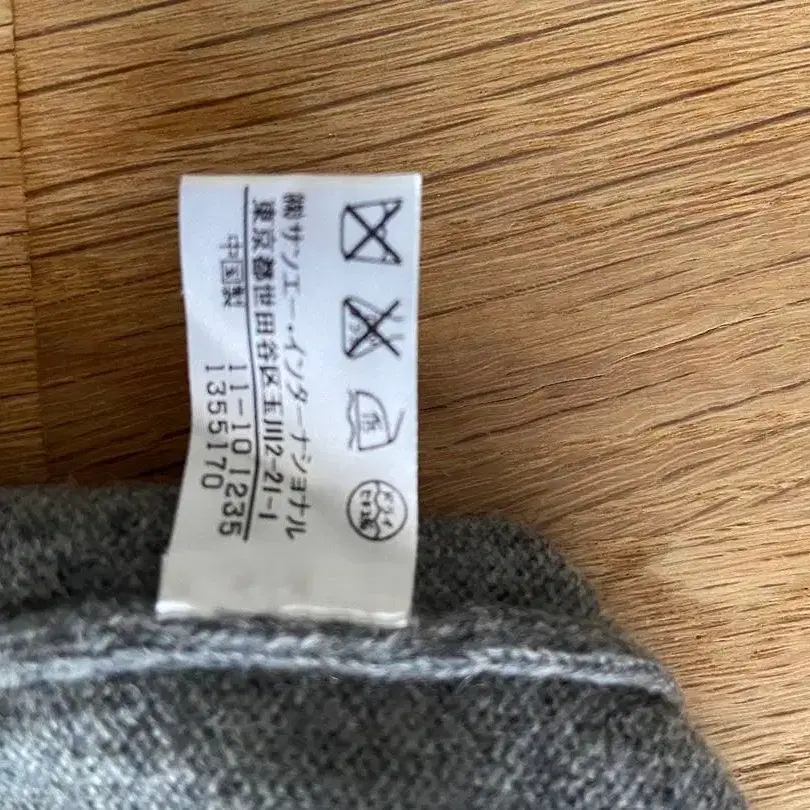 ドライ
セキユ系
㈱サンエー・インターナショナル
東京都世田谷区玉川2-21-1
中国製 11-101235
1355170